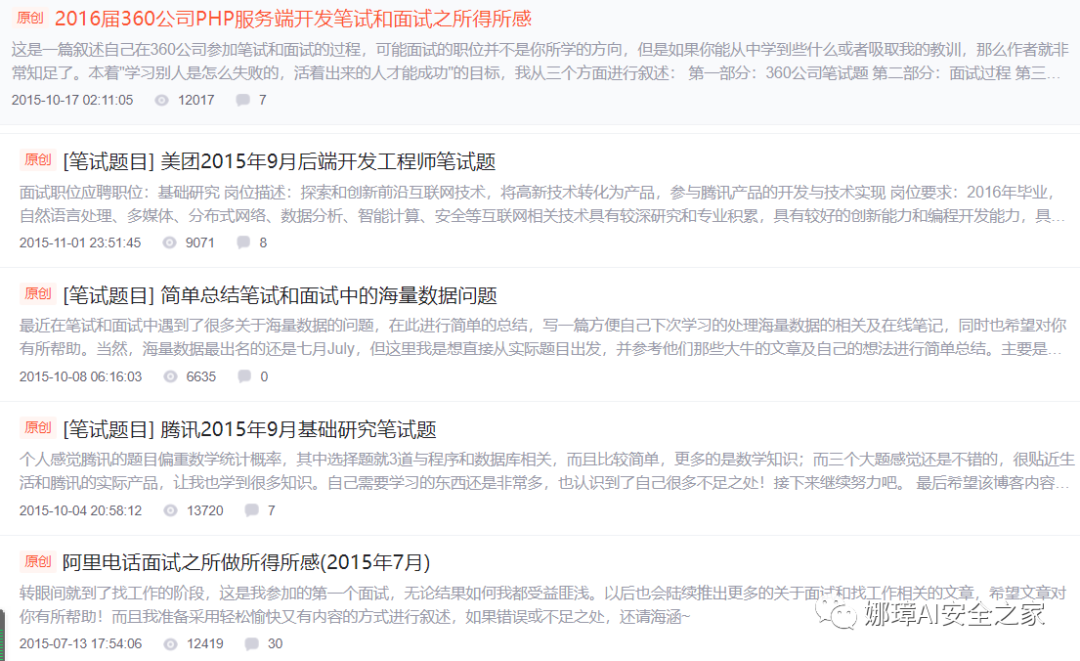 原创 2016届360公司PHP服务端开发笔试和面试之所得所感
这是一篇叙述自己在360公司参加笔试和面试的过程，可能面试的职位并不是你所学的方向，但是如果你能从中学到些什么或者吸取我的教训，那么作者就非
常知足了。本着"学习别人是怎么失败的，活着出来的人才能成功"的目标，我从三个方面进行叙述： 第一部分：360公司笔试题 第二部分：面试过程 第三...
2015-10-17 02:11:05 12017 7
原创 [笔试题目] 美团2015年9月后端开发工程师笔试题
面试职位应聘职位：基础研究 岗位描述：探索和创新前沿互联网技术，将高新技术转化为产品，参与腾讯产品的开发与技术实现 岗位要求：2016年毕业，
自然语言处理、多媒体、分布式网络、数据分析、智能计算、安全等互联网相关技术具有较深研究和专业积累，具有较好的创新能力和编程开发能力，具...
2015-11-01 23:51:45 9071 8
原创 [笔试题目] 简单总结笔试和面试中的海量数据问题
最近在笔试和面试中遇到了很多关于海量数据的问题，在此进行简单的总结，写一篇方便自己下次学习的处理海量数据的相关及在线笔记，同时也希望对你
有所帮助。当然，海量数据最出名的还是七月July，但这里我是想直接从实际题目出发，并参考他们那些大牛的文章及自己的想法进行简单总结。主要是...
2015-10-08 06:16:03 6635 0
原创 [笔试题目] 腾讯2015年9月基础研究笔试题
个人感觉腾讯的题目偏重数学统计概率，其中选择题就3道与程序和数据库相关，而且比较简单，更多的是数学知识；而三个大题感觉还是不错的，很贴近生
活和腾讯的实际产品，让我也学到很多知识。自己需要学习的东西还是非常多，也认识到了自己很多不足之处！接下来继续努力吧。 最后希望该博客内容...
2015-10-04 20:58:12 13720 7
原创 阿里电话面试之所做所得所感(2015年7月)
转眼间就到了找工作的阶段，这是我参加的第一个面试，无论结果如何我都受益匪浅。以后也会陆续推出更多的关于面试和找工作相关的文章，希望文章对
你有所帮助！而且我准备采用轻松愉快又有内容的方式进行叙述，如果错误或不足之处，还请海涵~
娜璋AI安全之家
2015-07-13 17:54:06 12419 30